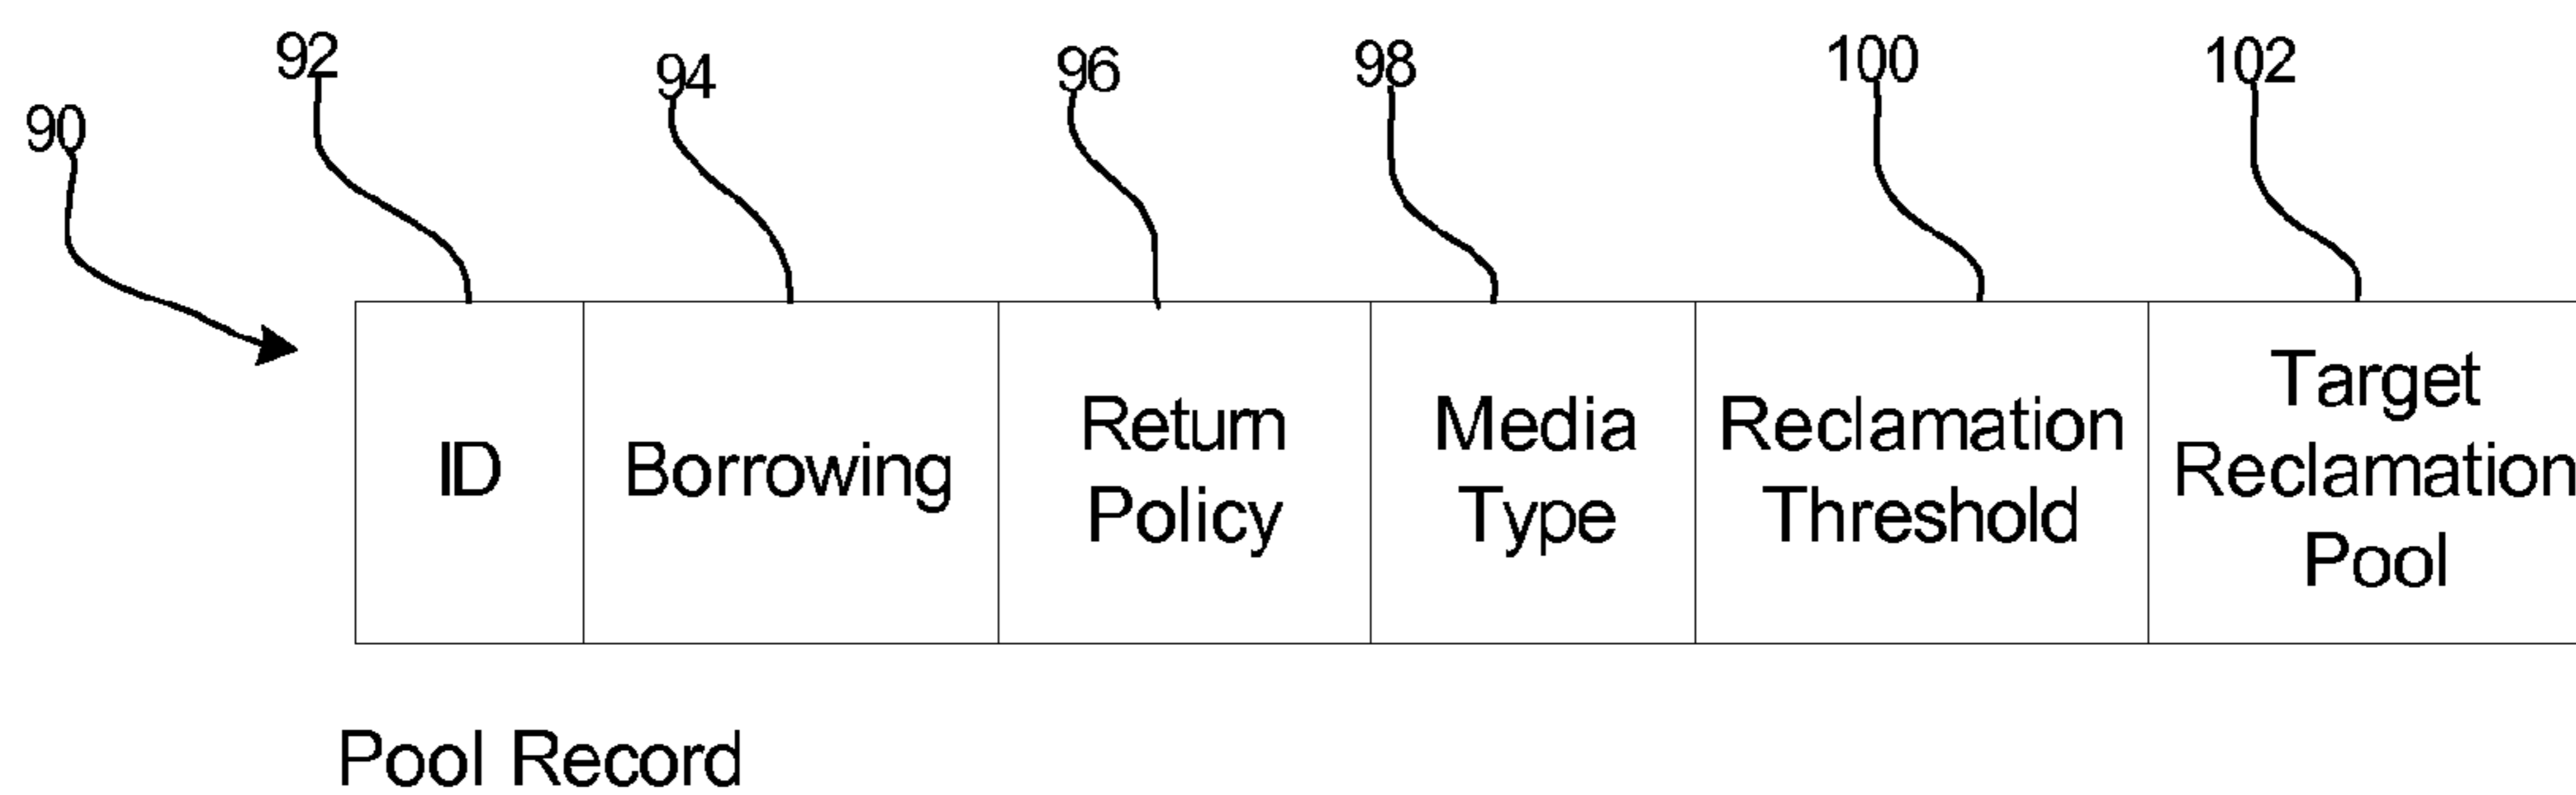 92
94
96
98
100
102
90
ID
Borrowing
Return
Policy
Media
Type
Reclamation
Threshold
Target
Reclamation
Pool
Pool Record